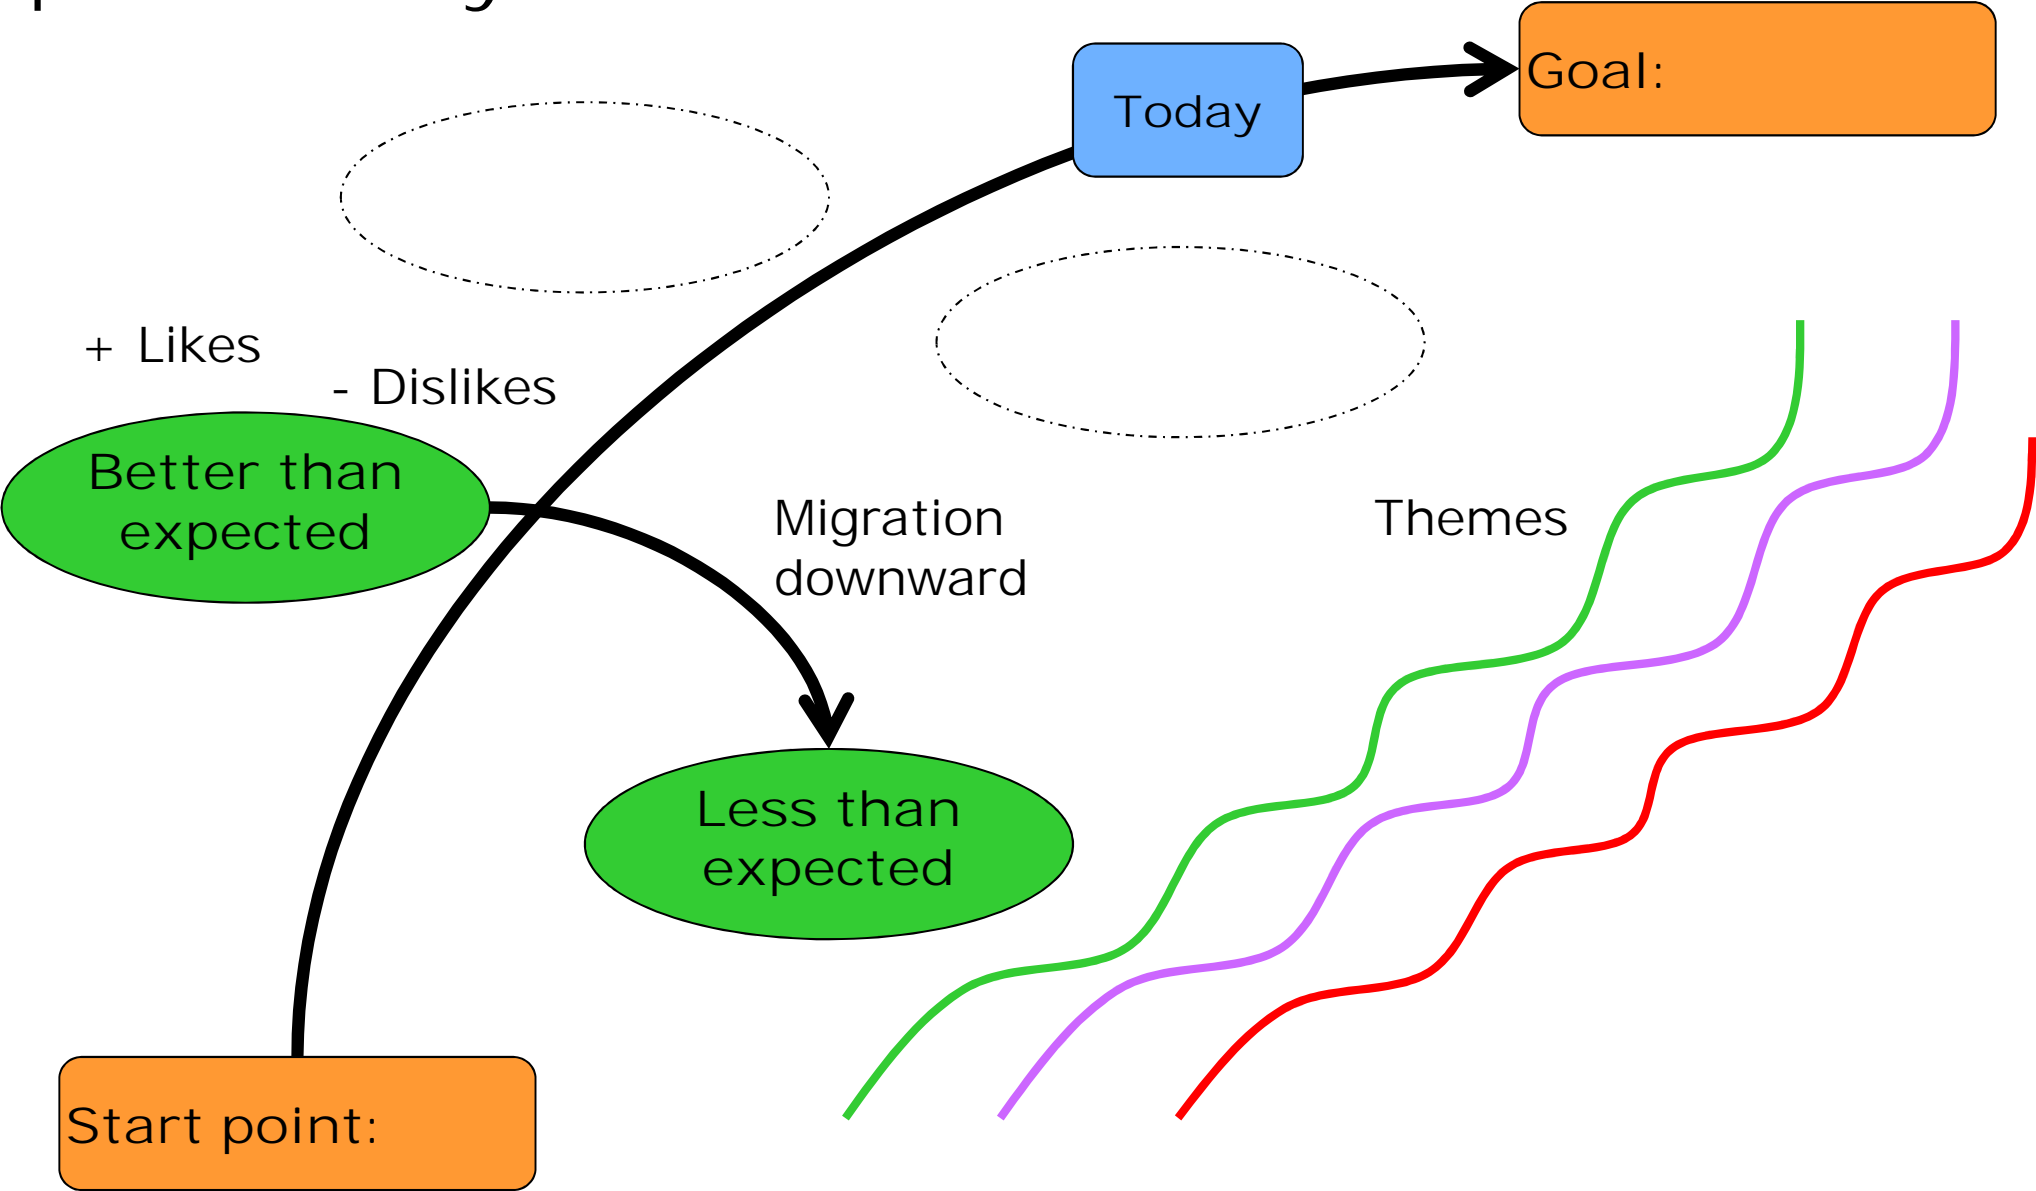 Goal:
Today
+ Likes
- Dislikes
Better than
expected
Migration
downward
Themes
Less than
expected
Start point: